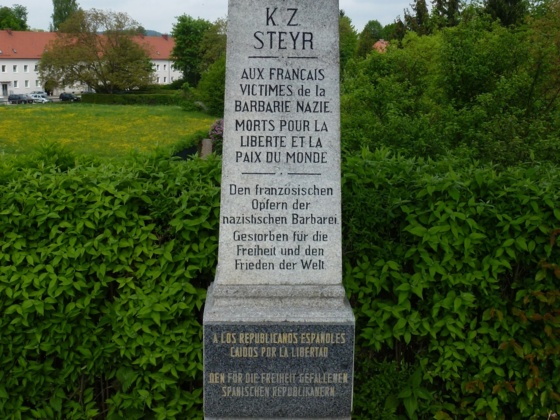 K. Z.
STEYR
AUX FRANCAIS
VICTIMES de la
BARBARIE NAZIE
MORTS POUR LA
LIBERTE ET LA
PAIX DU MONDE
Den französischen
Opfern der
nazistischen Barbarei
Gestorben für die
Freiheit und den
Frieden der Welt.
A LOS REPUBLICANOS ESPAÑOLES
CAIDOS POR LA LIBERTAD
DEN FÜR DIE FREIHEIT GEFALLENEN
SPANISCHEN REPUBLIKANERN.